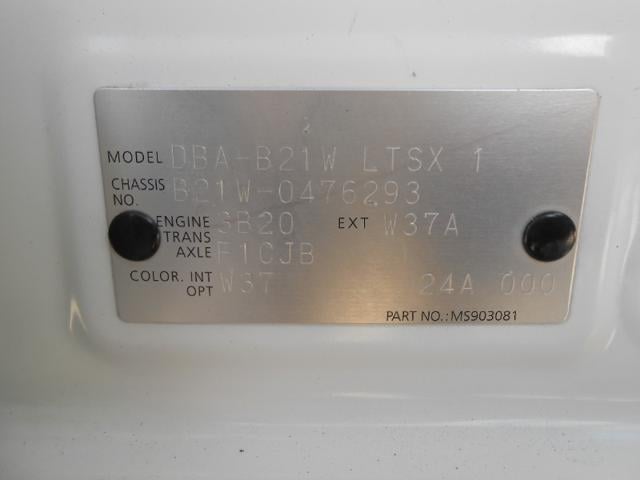 MODEL DBA-B21W LTSX 1
CHASSIS NO. B21W-0476293
ENGINE 3B20 EXT W37A
TRANS AXLE F1CJB
COLOR. INT OPT W37 24A 000
PART NO.: MS903081